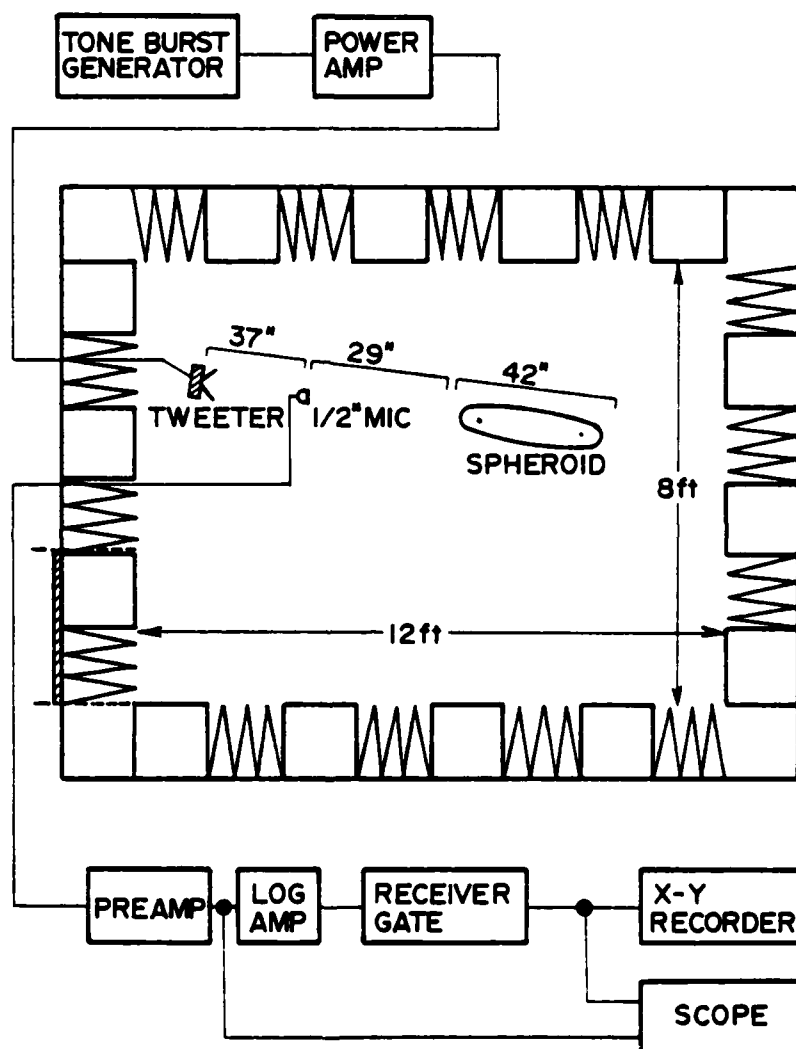 TONE BURST
GENERATOR
POWER
AMP
37"
29"
42"
TWEETER
1/2" MIC
SPHEROID
8ft
12ft
PREAMP
LOG
AMP
RECEIVER
GATE
X-Y
RECORDER
SCOPE